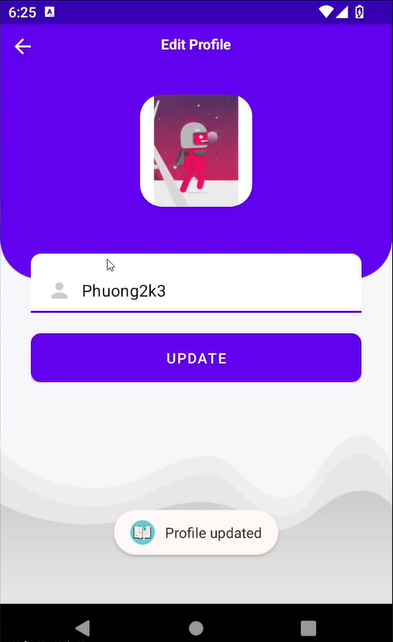 6:25
Edit Profile
Phuong2k3
UPDATE
Profile updated